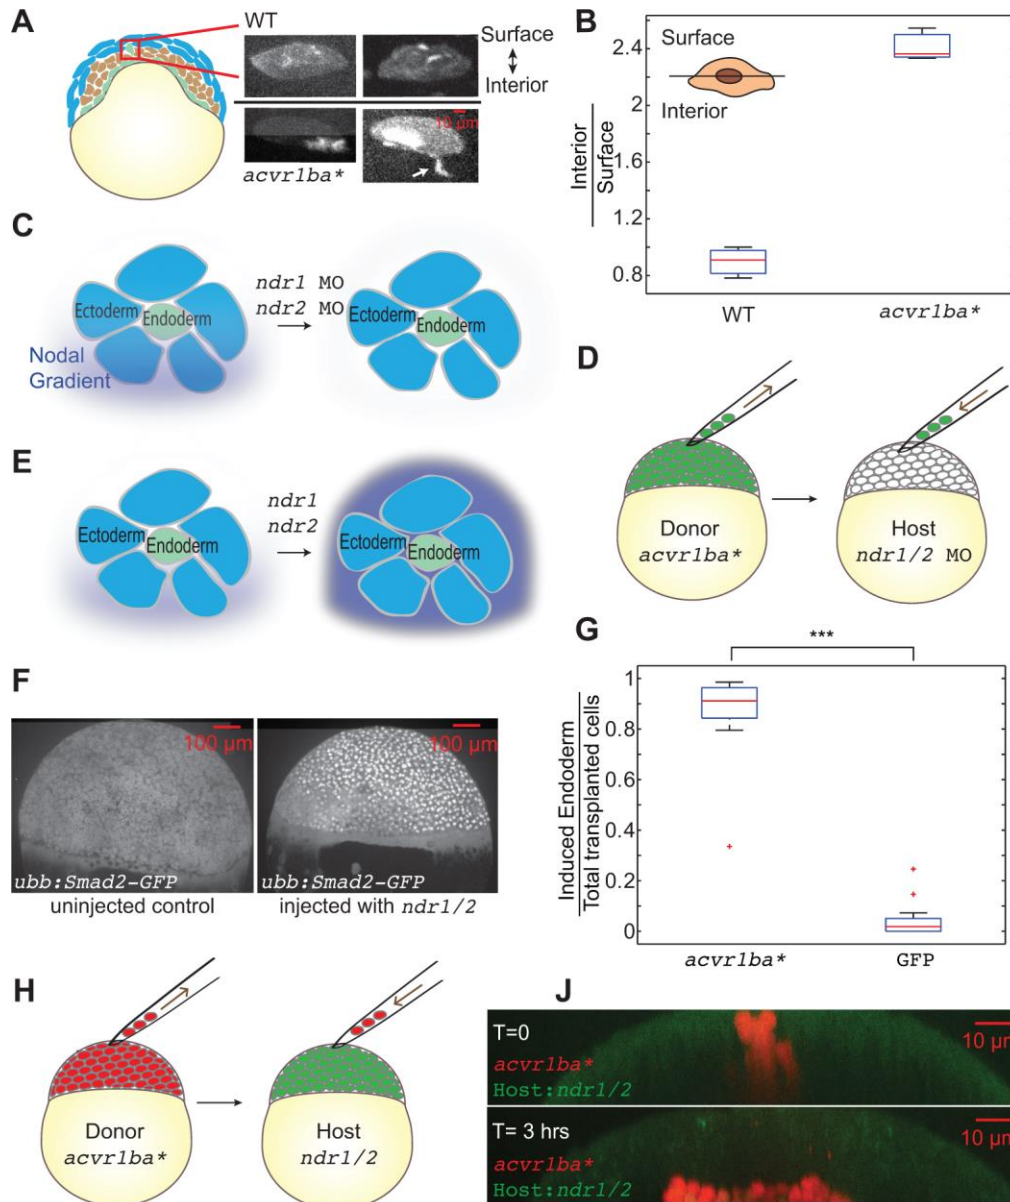 A
WT
Surface
Interior
10 µm
acvr1ba*
B
Surface
Interior
Interior
Surface
2.4
2
1.6
1.2
0.8
WT
acvr1ba*
C
Ectoderm
Endoderm
Nodal
Gradient
ndr1 MO
ndr2 MO
Ectoderm
Endoderm
D
Donor
acvr1ba*
Host
ndr1/2 MO
E
Ectoderm
Endoderm
ndr1
ndr2
Ectoderm
Endoderm
F
100 µm
ubb:Smad2-GFP
uninjected control
100 µm
ubb:Smad2-GFP
injected with ndr1/2
G
***
Induced Endoderm
Total transplanted cells
1
0.8
0.6
0.4
0.2
0
acvr1ba*
GFP
H
Donor
acvr1ba*
Host
ndr1/2
J
T=0
acvr1ba*
Host:ndr1/2
10 µm
T= 3 hrs
acvr1ba*
Host:ndr1/2
10 µm